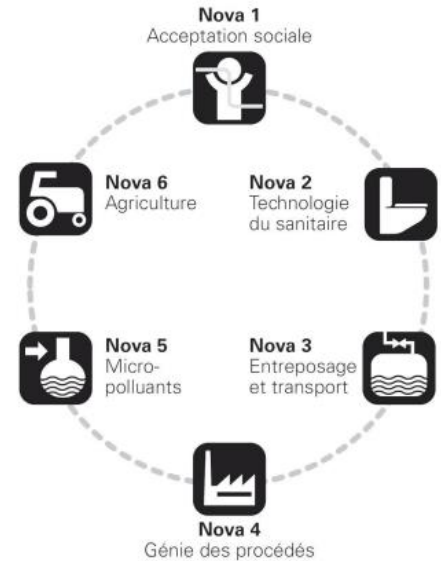 Nova 1
Acceptation sociale
Nova 6
Agriculture
Nova 2
Technologie
du sanitaire
Nova 5
Micro-
polluants
Nova 3
Entreposage
et transport
Nova 4
Génie des procédés